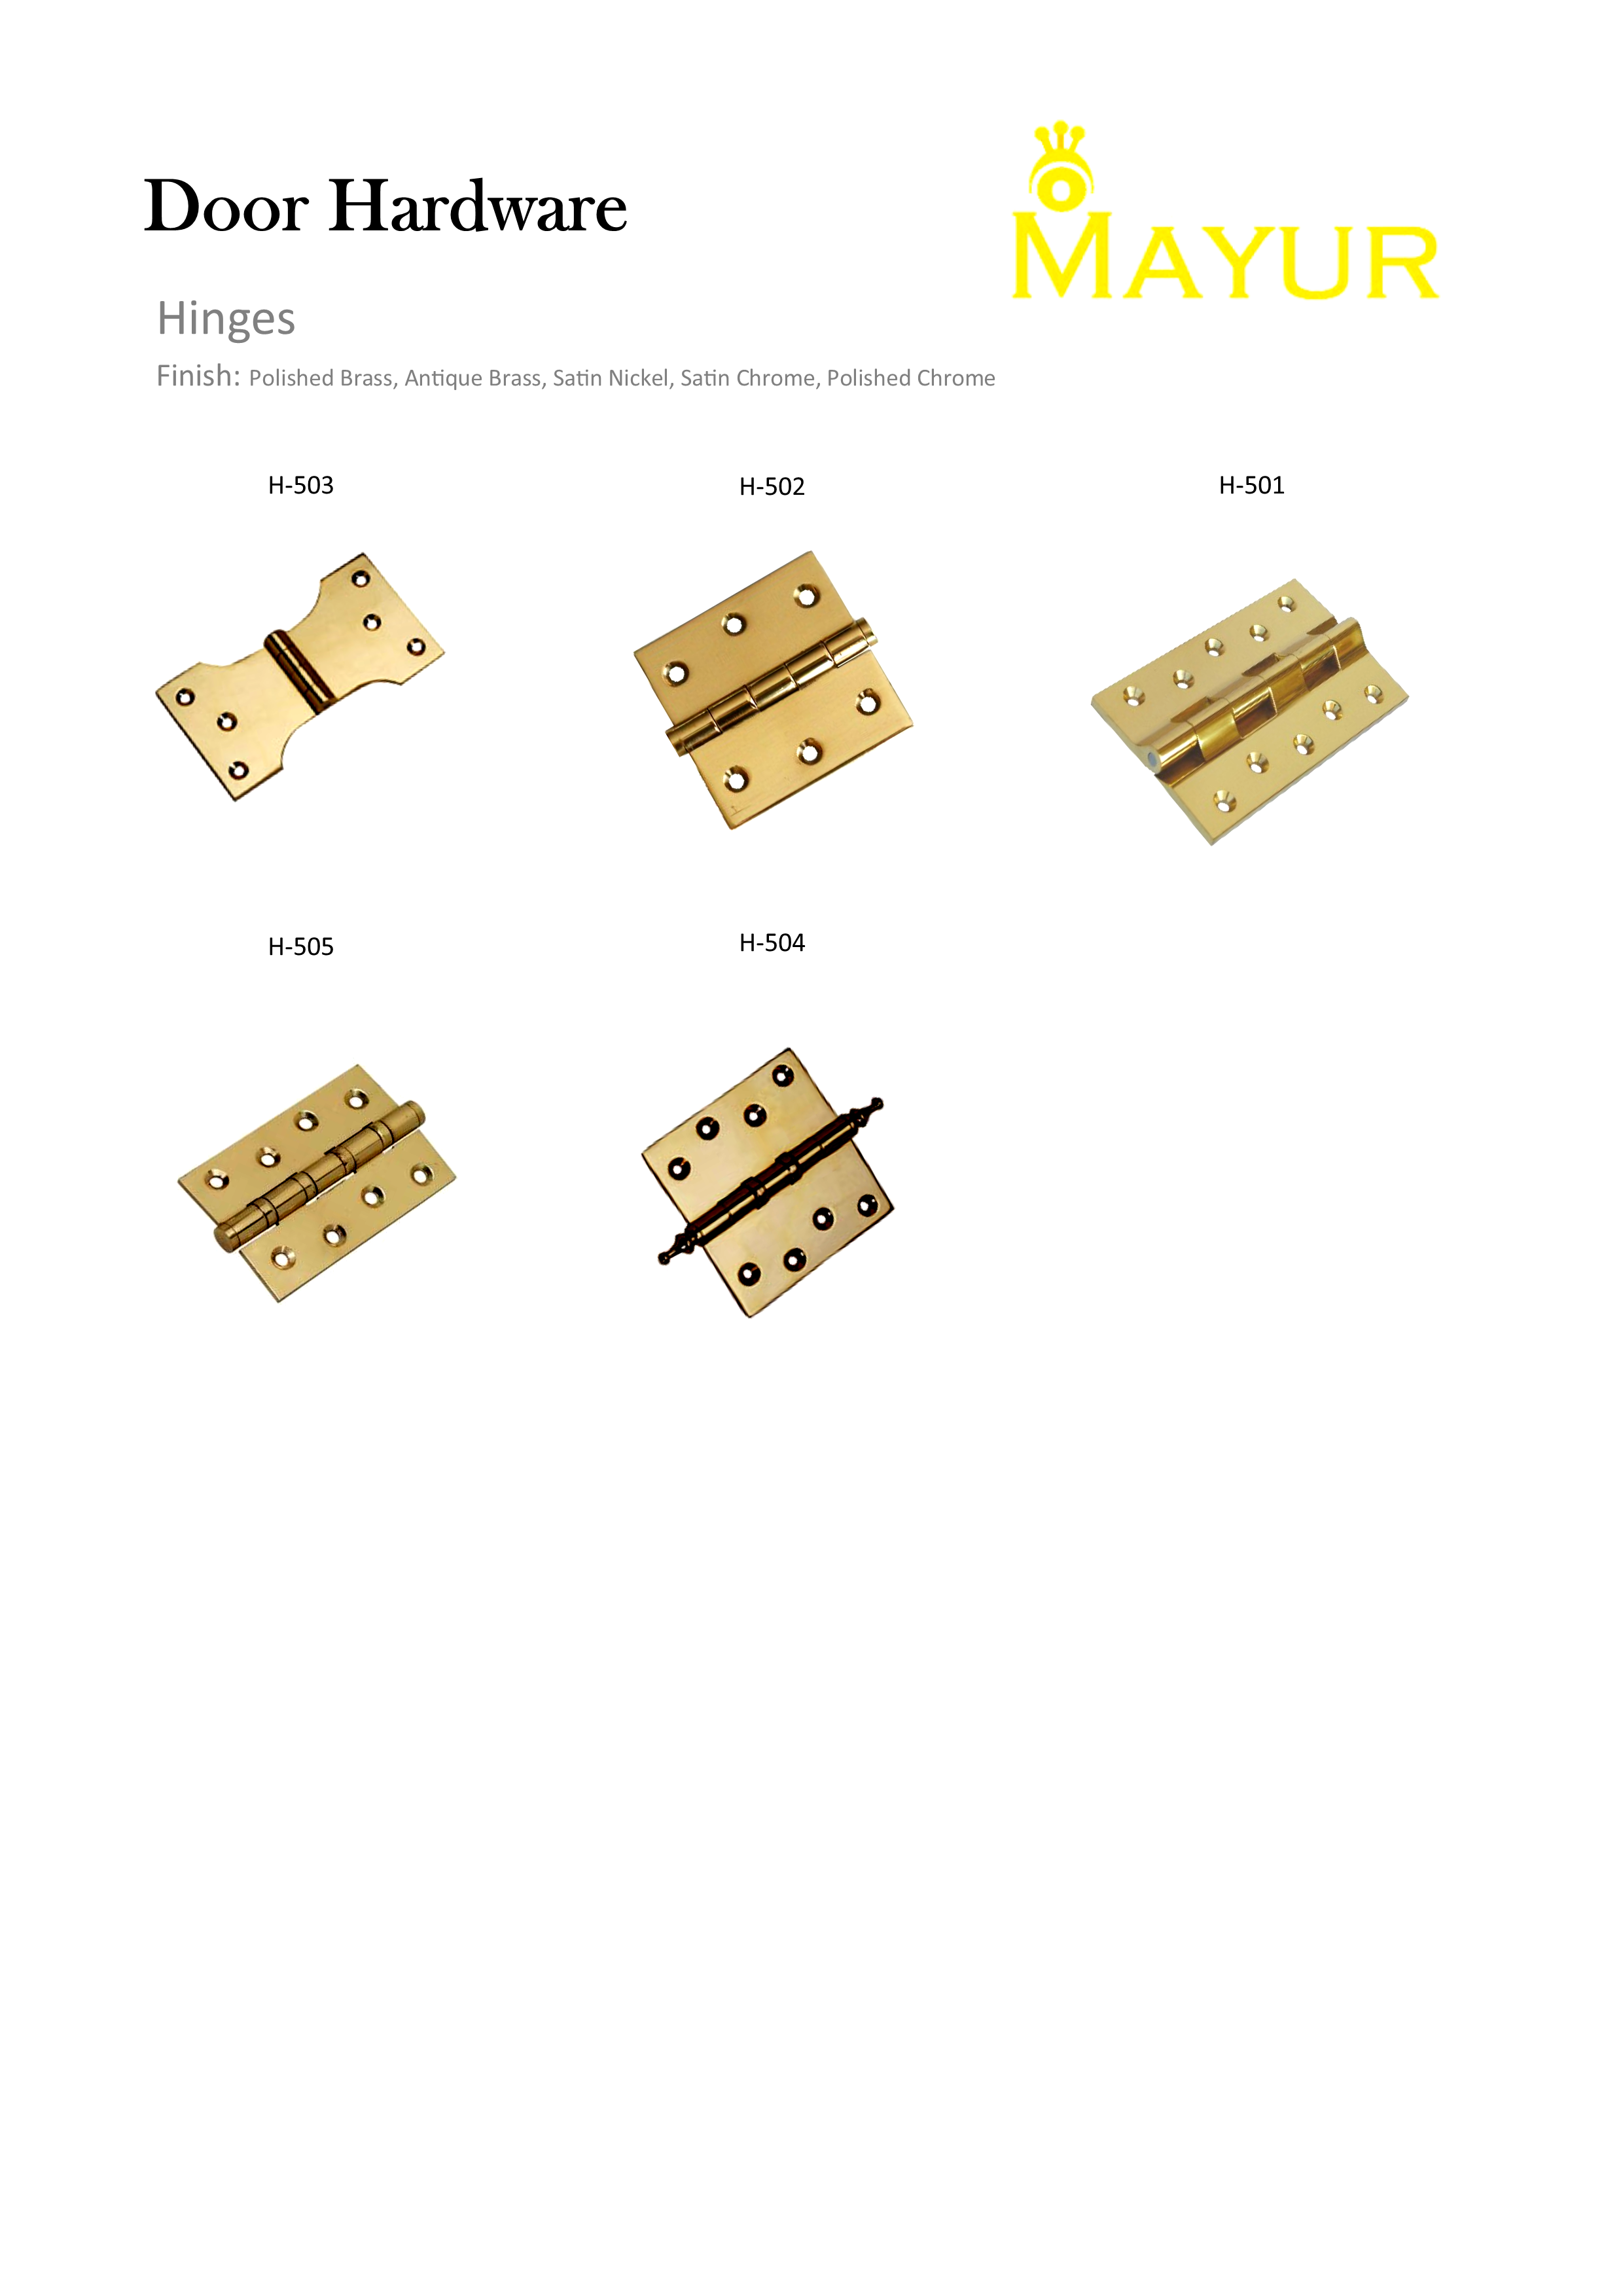 Door Hardware
MAYUR
Hinges
Finish: Polished Brass, Antique Brass, Satin Nickel, Satin Chrome, Polished Chrome
H-503
H-502
H-501
H-505
H-504